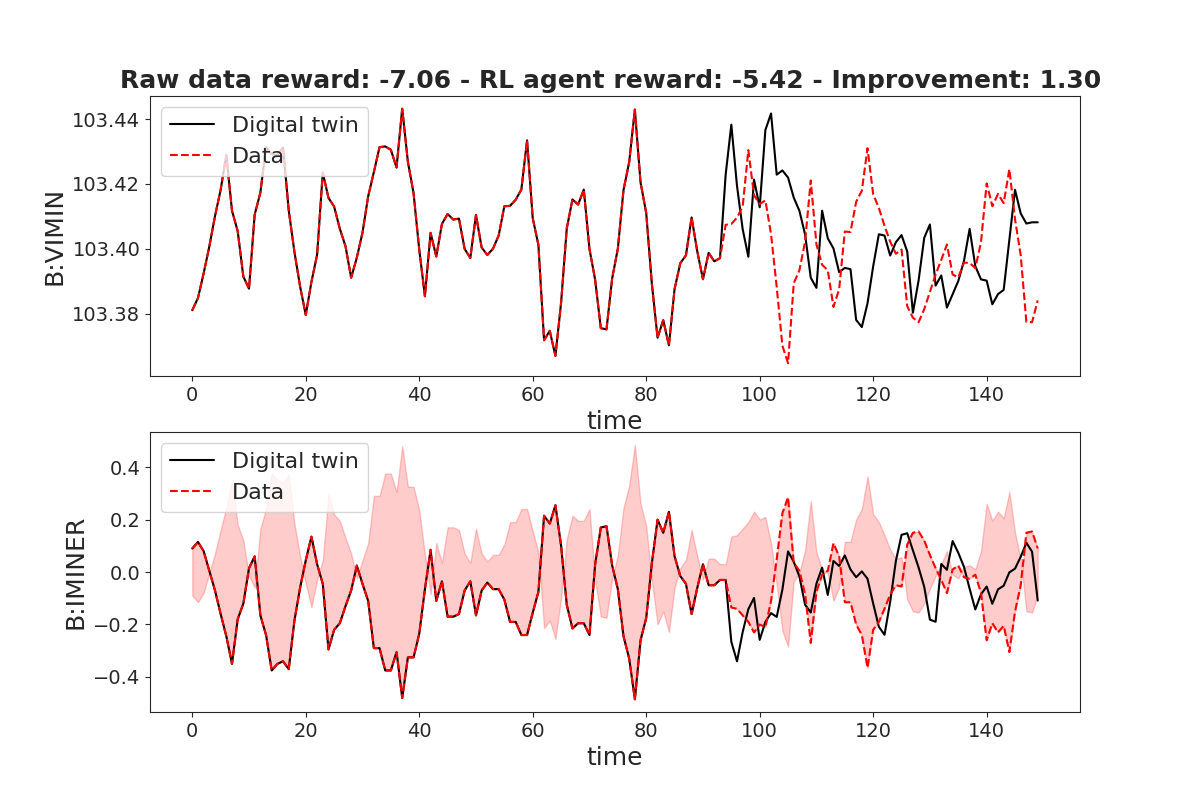 Raw data reward: -7.06 - RL agent reward: -5.42 - Improvement: 1.30
103.44
103.42
103.40
103.38
B:VIMIN
Digital twin
Data
0 20 40 60 80 100 120 140
time
0.4
0.2
0.0
−0.2
−0.4
B:IMINER
Digital twin
Data
0 20 40 60 80 100 120 140
time